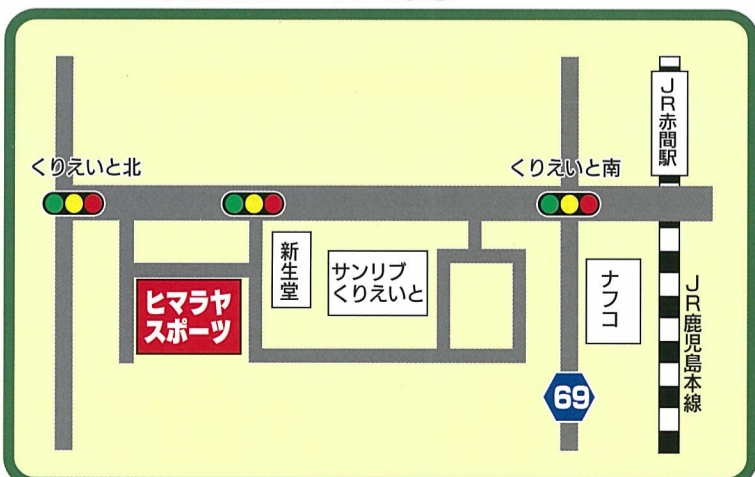 くりえいと北
くりえいと南
JR赤間駅
新生堂
サンリブ
くりえいと
ヒマラヤ
スポーツ
ナフコ
JR鹿児島本線
69